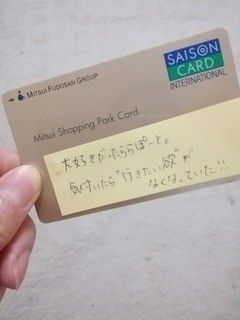 MITSUI FUDOSAN GROUP
SAISON
CARD
INTERNATIONAL
Mitsui Shopping Park Card
大好きだったららぽーと。
気付いたら"行きたい欲"が
なくなっていた!!